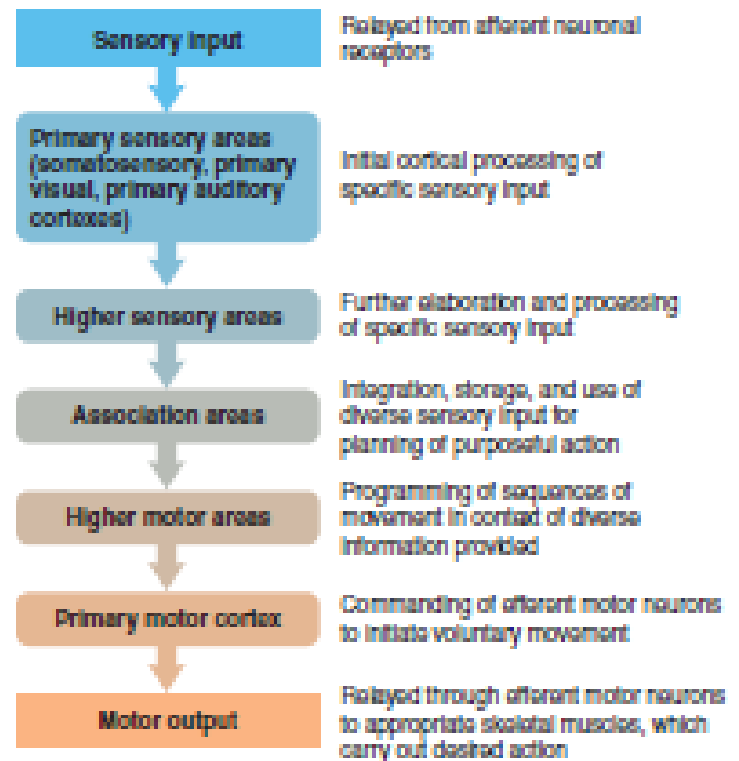 Sensory input
Relayed from afferent neuronal
receptors
Primary sensory areas
(somatosensory, primary
visual, primary auditory
cortexes)
Initial cortical processing of
specific sensory input
Higher sensory areas
Further elaboration and processing
of specific sensory input
Association areas
Integration, storage, and use of
diverse sensory input for
planning of purposeful action
Higher motor areas
Programming of sequences of
movement in context of diverse
information provided
Primary motor cortex
Commanding of efferent motor neurons
to initiate voluntary movement
Motor output
Relayed through efferent motor neurons
to appropriate skeletal muscles, which
carry out desired action